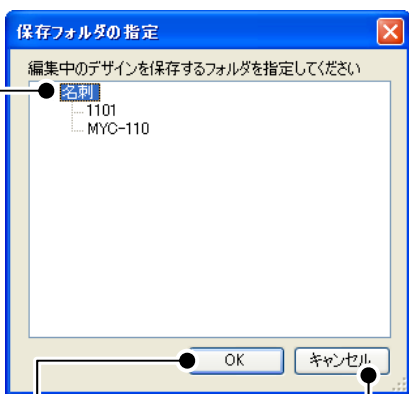 保存フォルダの指定
編集中のデザインを保存するフォルダを指定してください
名刺
1101
MYC-110
OK
キャンセル